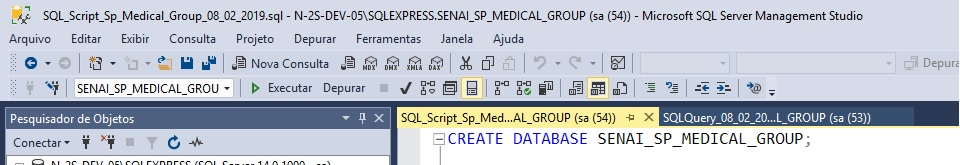 SQL_Script_Sp_Medical_Group_08_02_2019.sql - N-2S-DEV-05\SQLEXPRESS.SENAI_SP_MEDICAL_GROUP (sa (54)) - Microsoft SQL Server Management Studio
Arquivo Editar Exibir Consulta Projeto Depurar Ferramentas Janela Ajuda
Nova Consulta MDX DMX XMLA DAX Depura
SENAI_SP_MEDICAL_GROU Executar Depurar
SQL_Script_Sp_Med...AL_GROUP (sa (54)) SQLQuery_08_02_20...L_GROUP (sa (53))
Pesquisador de Objetos
CREATE DATABASE SENAI_SP_MEDICAL_GROUP;
Conectar
N-2S-DEV-05\SQLEXPRESS (SQL Server 14.0.1000 - sa)